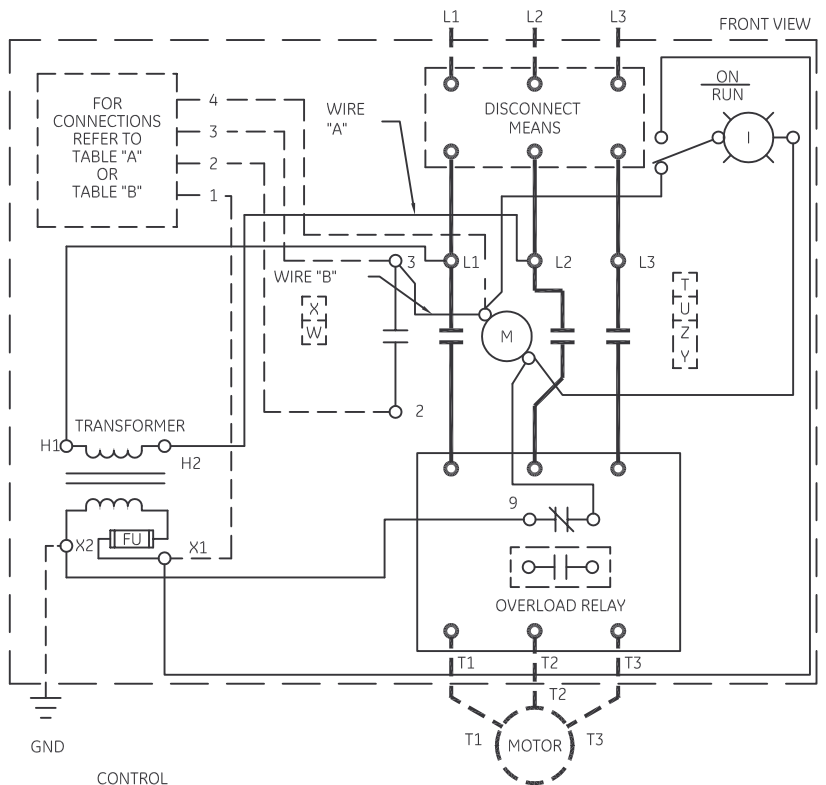 L1 L2 L3
FRONT VIEW
FOR
CONNECTIONS
REFER TO
TABLE "A"
OR
TABLE "B"
4
3
2
1
WIRE
"A"
DISCONNECT
MEANS
ON
RUN
I
3
L1
L2
L3
WIRE "B"
X
W
T
U
Z
Y
M
2
TRANSFORMER
H1
H2
9
FU
X2
X1
OVERLOAD RELAY
T1
T2
T3
T2
T1
MOTOR
T3
GND
CONTROL